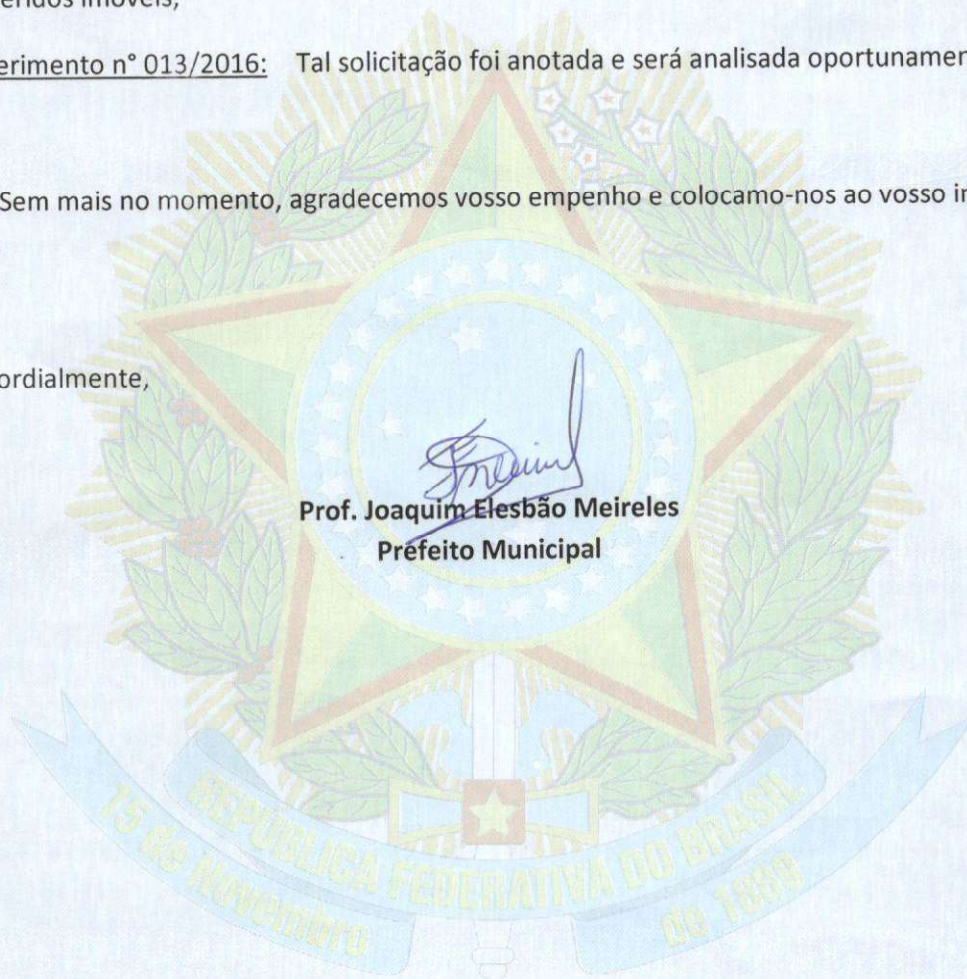 eridos imóveis;
erimento n° 013/2016: Tal solicitação foi anotada e será analisada oportunamen
Sem mais no momento, agradecemos vosso empenho e colocamo-nos ao vosso in
ordialmente,
Prof. Joaquim Elesbão Meireles
Prefeito Municipal
REPÚBLICA FEDERATIVA DO BRASIL
15 de Novembro
de 1889